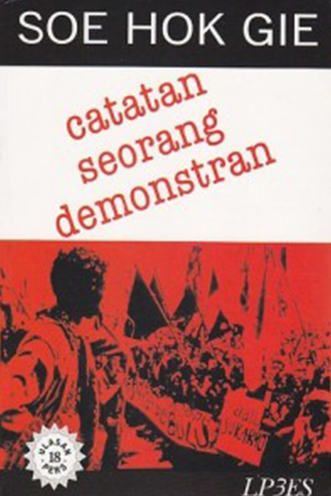 SOE HOK GIE
catatan
seorang
demonstran
ULASAN
18
PERS
LP3ES